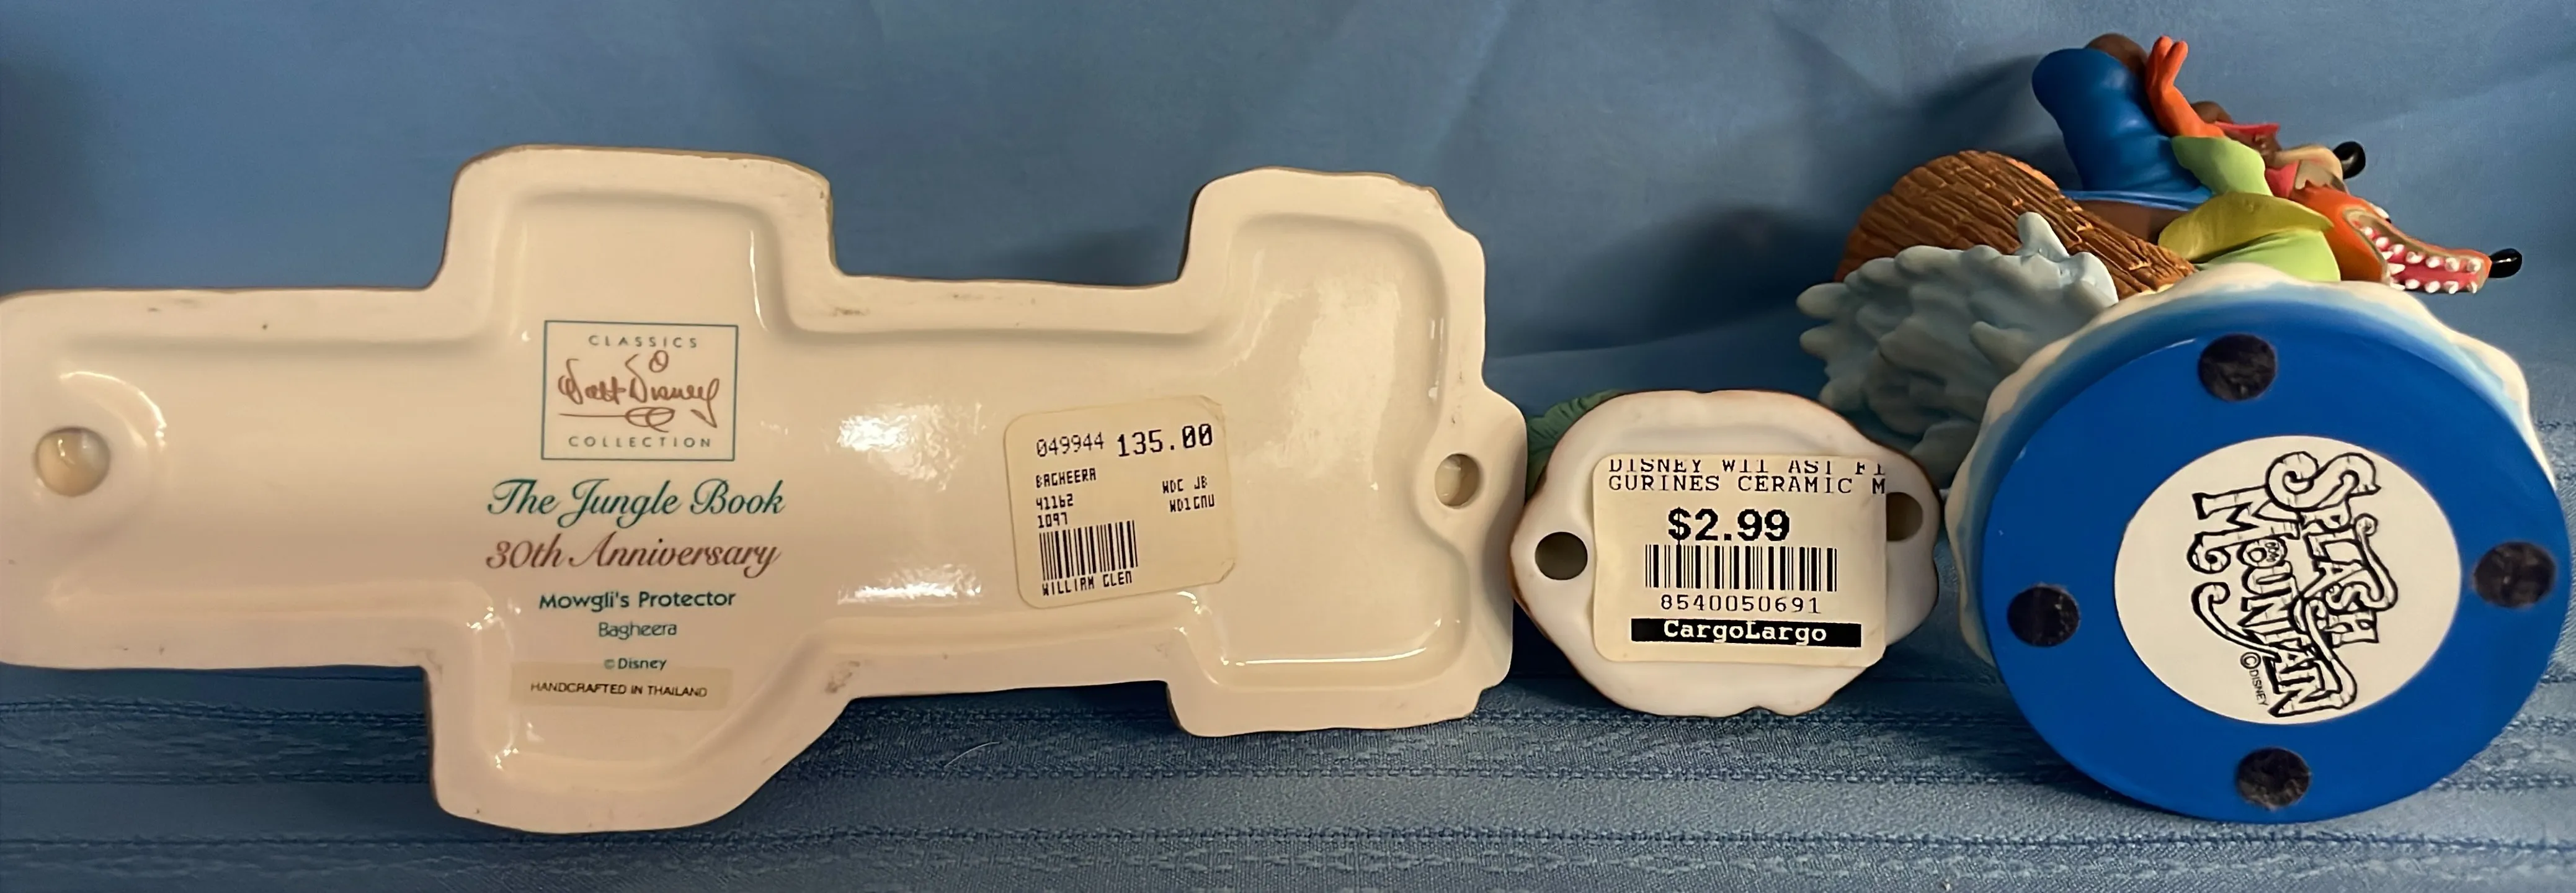 CLASSICS
Walt Disney
COLLECTION
The Jungle Book
30th Anniversary
Mowgli's Protector
Bagheera
© Disney
HANDCRAFTED IN THAILAND
049944 135.00
BAGHEERA
41162 WDC JB
1097 WD1GNU
WILLIAM GLEN
DISNEY WII AST FI
GURINES CERAMIC M
$2.99
8540050691
CargoLargo
SPLASH
MOUNTAIN
©DISNEY